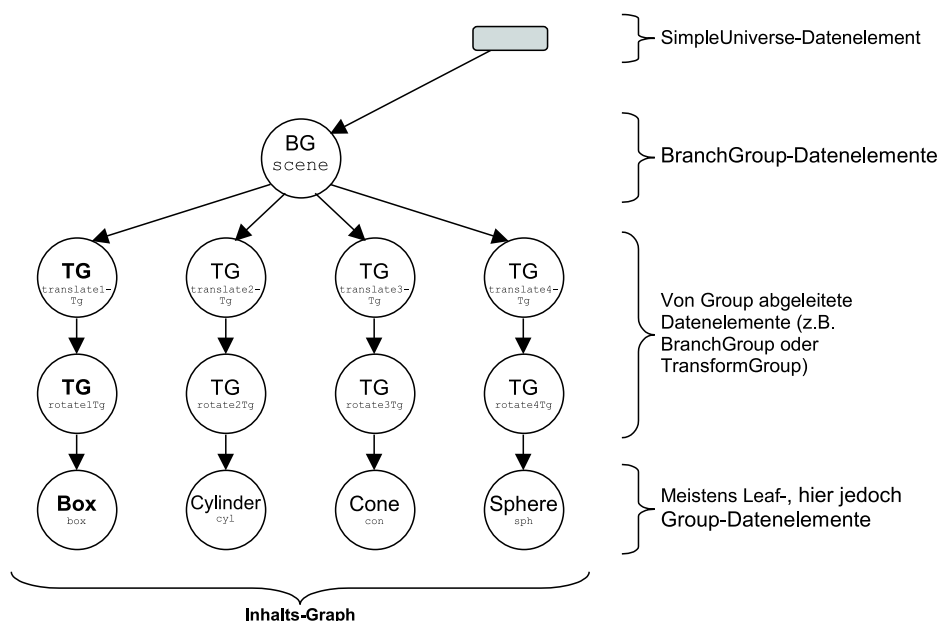 SimpleUniverse-Datenelement
BG
scene
BranchGroup-Datenelemente
TG
translate1-
Tg
TG
translate2-
Tg
TG
translate3-
Tg
TG
translate4-
Tg
Von Group abgeleitete
Datenelemente (z.B.
BranchGroup oder
TransformGroup)
TG
rotate1Tg
TG
rotate2Tg
TG
rotate3Tg
TG
rotate4Tg
Box
box
Cylinder
cyl
Cone
con
Sphere
sph
Meistens Leaf-, hier jedoch
Group-Datenelemente
Inhalts-Graph